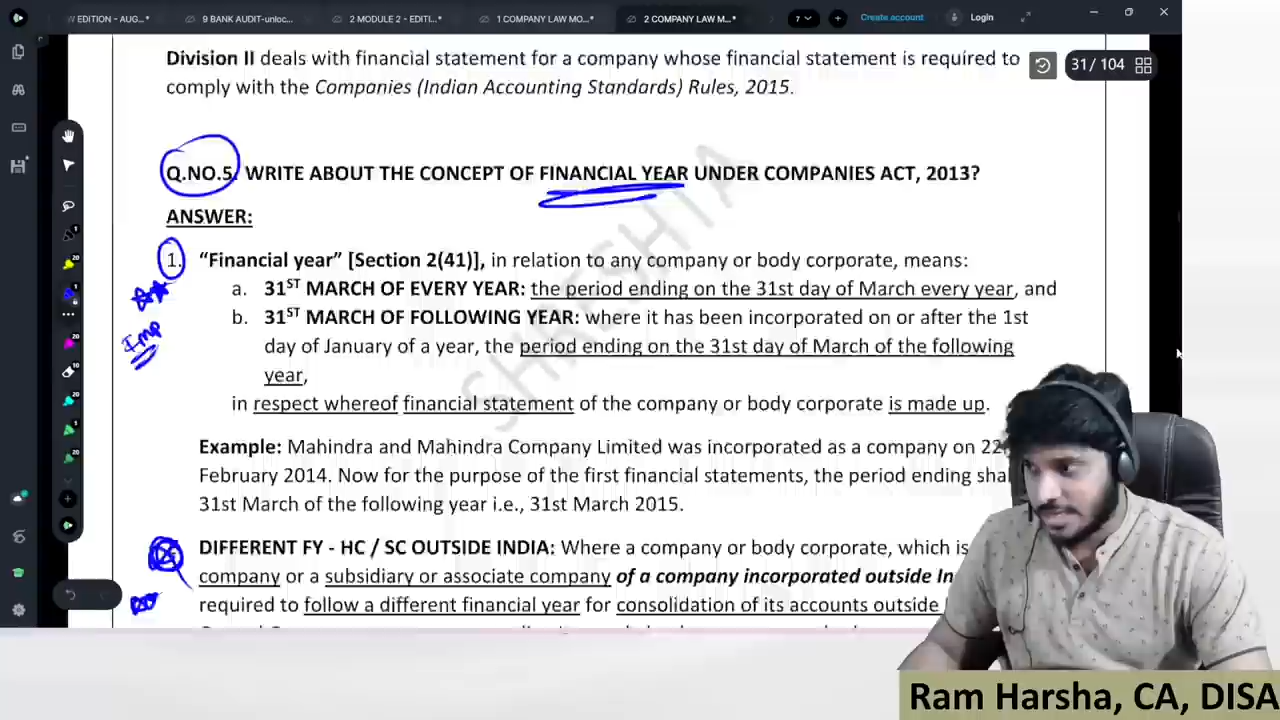 W EDITION - AUG...*
9 BANK AUDIT-unloc...
2 MODULE 2 - EDITI...*
1 COMPANY LAW MO...*
2 COMPANY LAW M...*
7
Create account
Login
31 / 104
Division II deals with financial statement for a company whose financial statement is required to
comply with the Companies (Indian Accounting Standards) Rules, 2015.
Q.NO.5. WRITE ABOUT THE CONCEPT OF FINANCIAL YEAR UNDER COMPANIES ACT, 2013?
ANSWER:
1. “Financial year” [Section 2(41)], in relation to any company or body corporate, means:
a. 31ST MARCH OF EVERY YEAR: the period ending on the 31st day of March every year, and
b. 31ST MARCH OF FOLLOWING YEAR: where it has been incorporated on or after the 1st
Imp
day of January of a year, the period ending on the 31st day of March of the following
year,
in respect whereof financial statement of the company or body corporate is made up.
Example: Mahindra and Mahindra Company Limited was incorporated as a company on 22
February 2014. Now for the purpose of the first financial statements, the period ending
31st March of the following year i.e., 31st March 2015.
DIFFERENT FY - HC / SC OUTSIDE INDIA: Where a company or body corporate, which is
company or a subsidiary or associate company of a company incorporated outside
required to follow a different financial year for consolidation of its accounts outside
SHRESHTA
Ram Harsha, CA, DISA